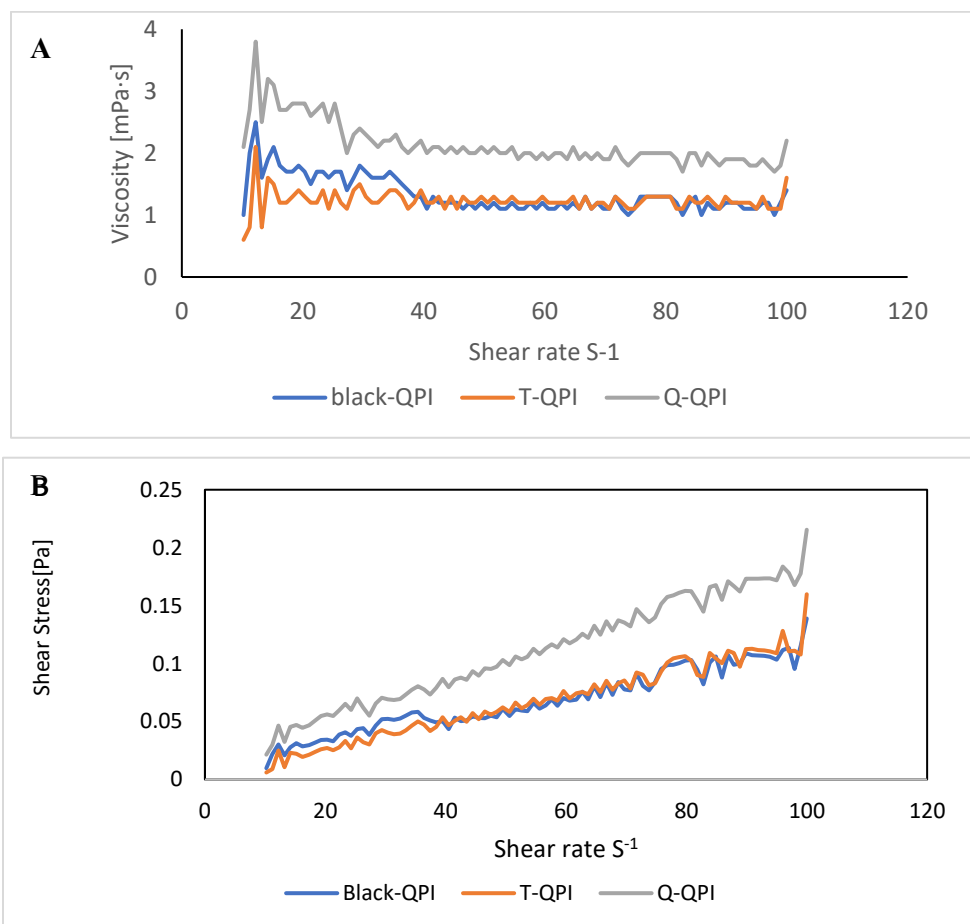 A
Viscosity [mPa·s]
4
3
2
1
0
0 20 40 60 80 100 120
Shear rate S-1
black-QPI T-QPI Q-QPI
B
Shear Stress[Pa]
0.25
0.2
0.15
0.1
0.05
0
0 20 40 60 80 100 120
Shear rate S-1
Black-QPI T-QPI Q-QPI